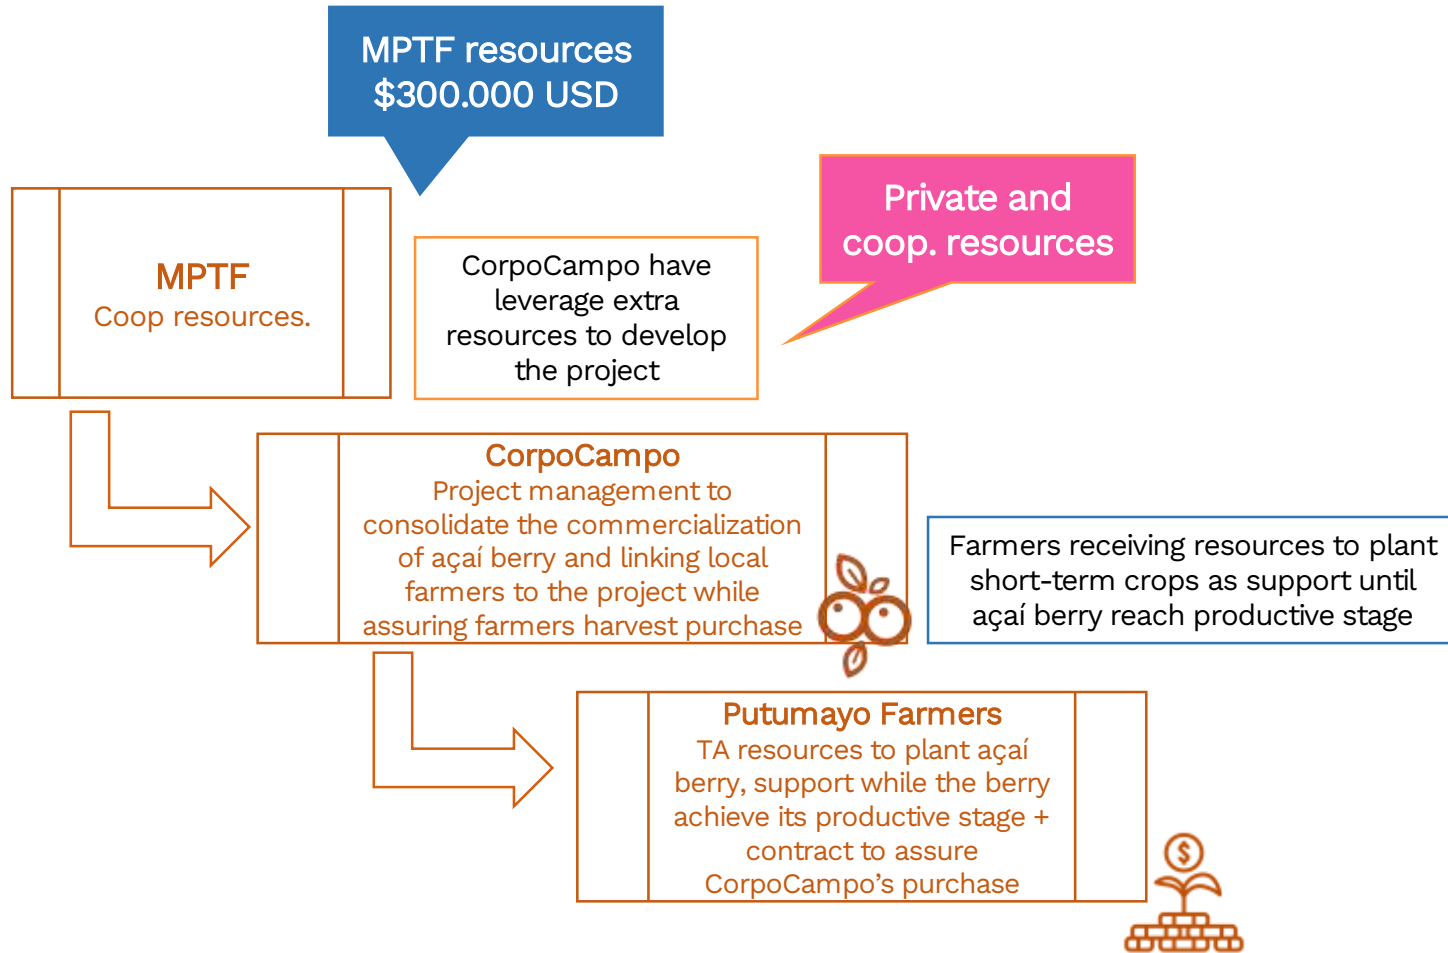 MPTF resources
$300.000 USD
Private and
coop. resources
MPTF
Coop resources.
CorpoCampo have
leverage extra
resources to develop
the project
CorpoCampo
Project management to
consolidate the commercialization
of açaí berry and linking local
farmers to the project while
assuring farmers harvest purchase
Farmers receiving resources to plant
short-term crops as support until
açaí berry reach productive stage
Putumayo Farmers
TA resources to plant açaí
berry, support while the berry
achieve its productive stage +
contract to assure
CorpoCampo’s purchase
$